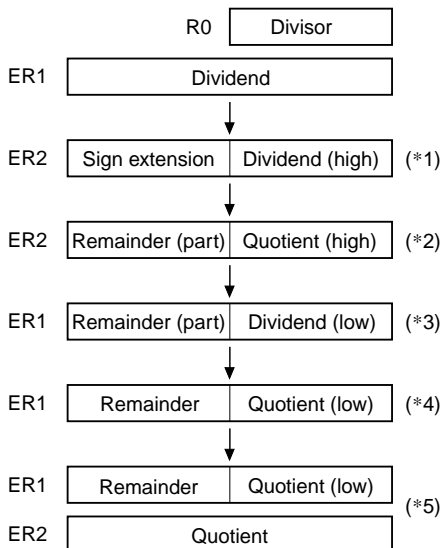 R0 Divisor
ER1 Dividend
ER2 Sign extension Dividend (high) (*1)
ER2 Remainder (part) Quotient (high) (*2)
ER1 Remainder (part) Dividend (low) (*3)
ER1 Remainder Quotient (low) (*4)
ER1 Remainder Quotient (low)
(*5)
ER2 Quotient